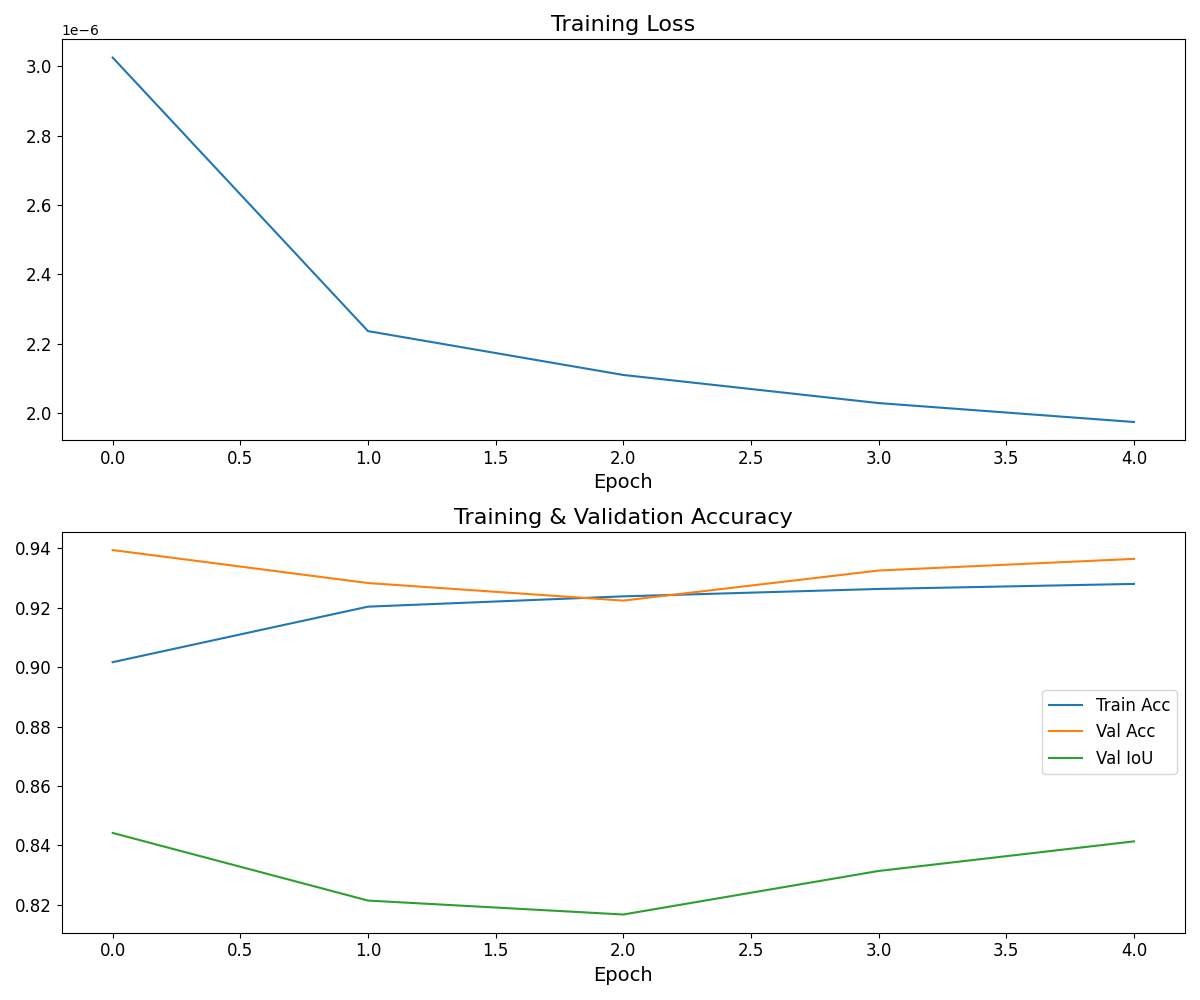 Training Loss
1e−6
3.0
2.8
2.6
2.4
2.2
2.0
0.0 0.5 1.0 1.5 2.0 2.5 3.0 3.5 4.0
Epoch
Training & Validation Accuracy
0.94
0.92
0.90
0.88
0.86
0.84
0.82
Train Acc
Val Acc
Val IoU
0.0 0.5 1.0 1.5 2.0 2.5 3.0 3.5 4.0
Epoch